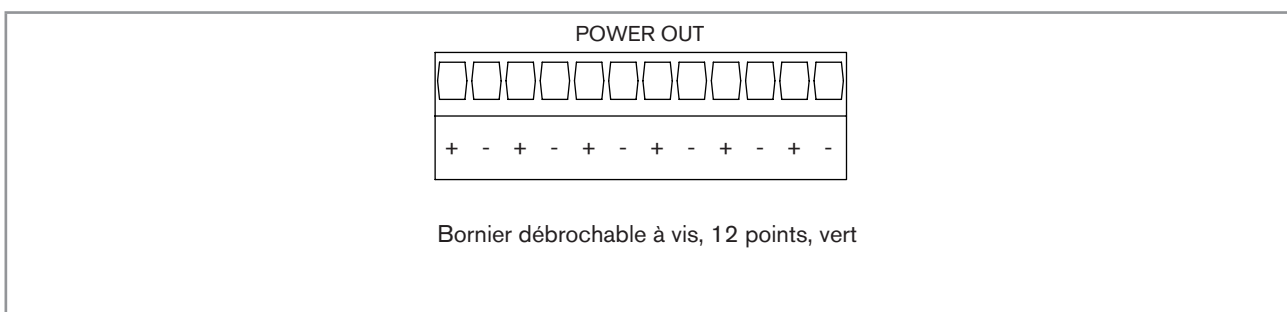 POWER OUT
+ - + - + - + - + - + -
Bornier débrochable à vis, 12 points, vert